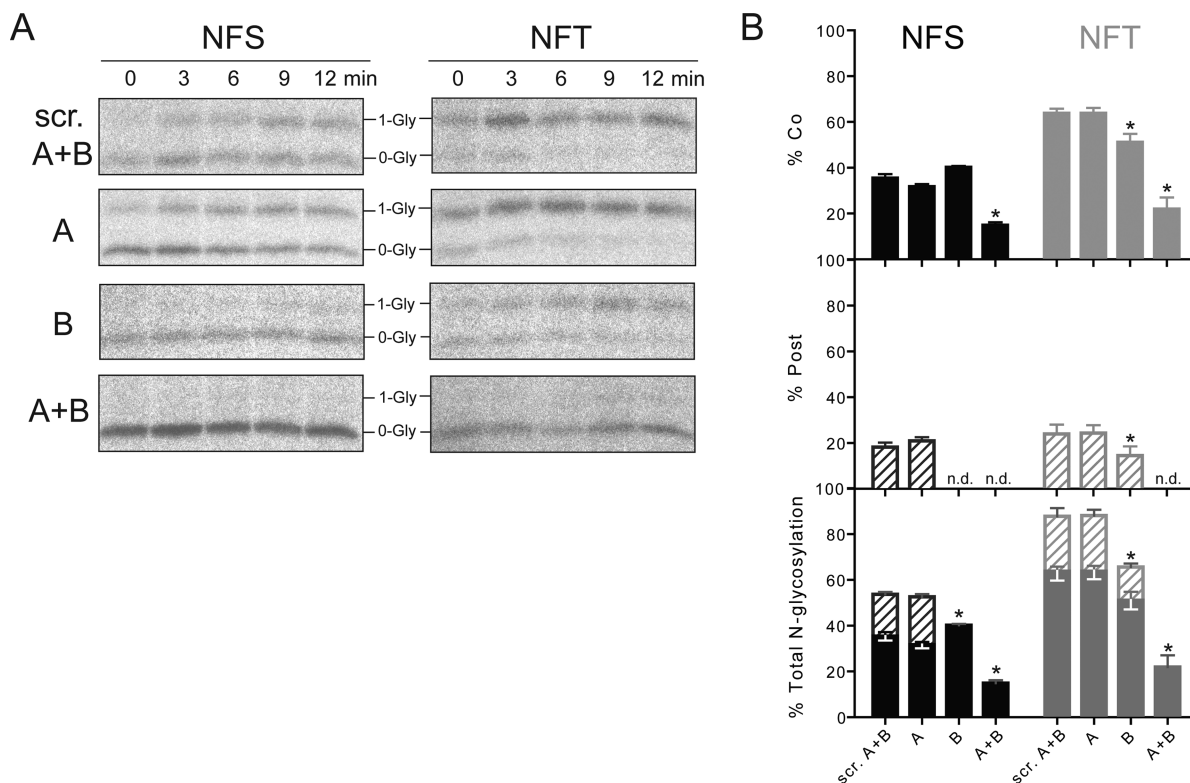 A
NFS
NFT
0 3 6 9 12 min
0 3 6 9 12 min
scr.
A+B
1-Gly
0-Gly
A
1-Gly
0-Gly
B
1-Gly
0-Gly
A+B
1-Gly
0-Gly
B
NFS
NFT
% Co
100
80
60
40
20
* * *
% Post
100
80
60
40
20
n.d. n.d. * n.d.
% Total N-glycosylation
100
80
60
40
20
0
* * * *
scr. A+B A B A+B scr. A+B A B A+B